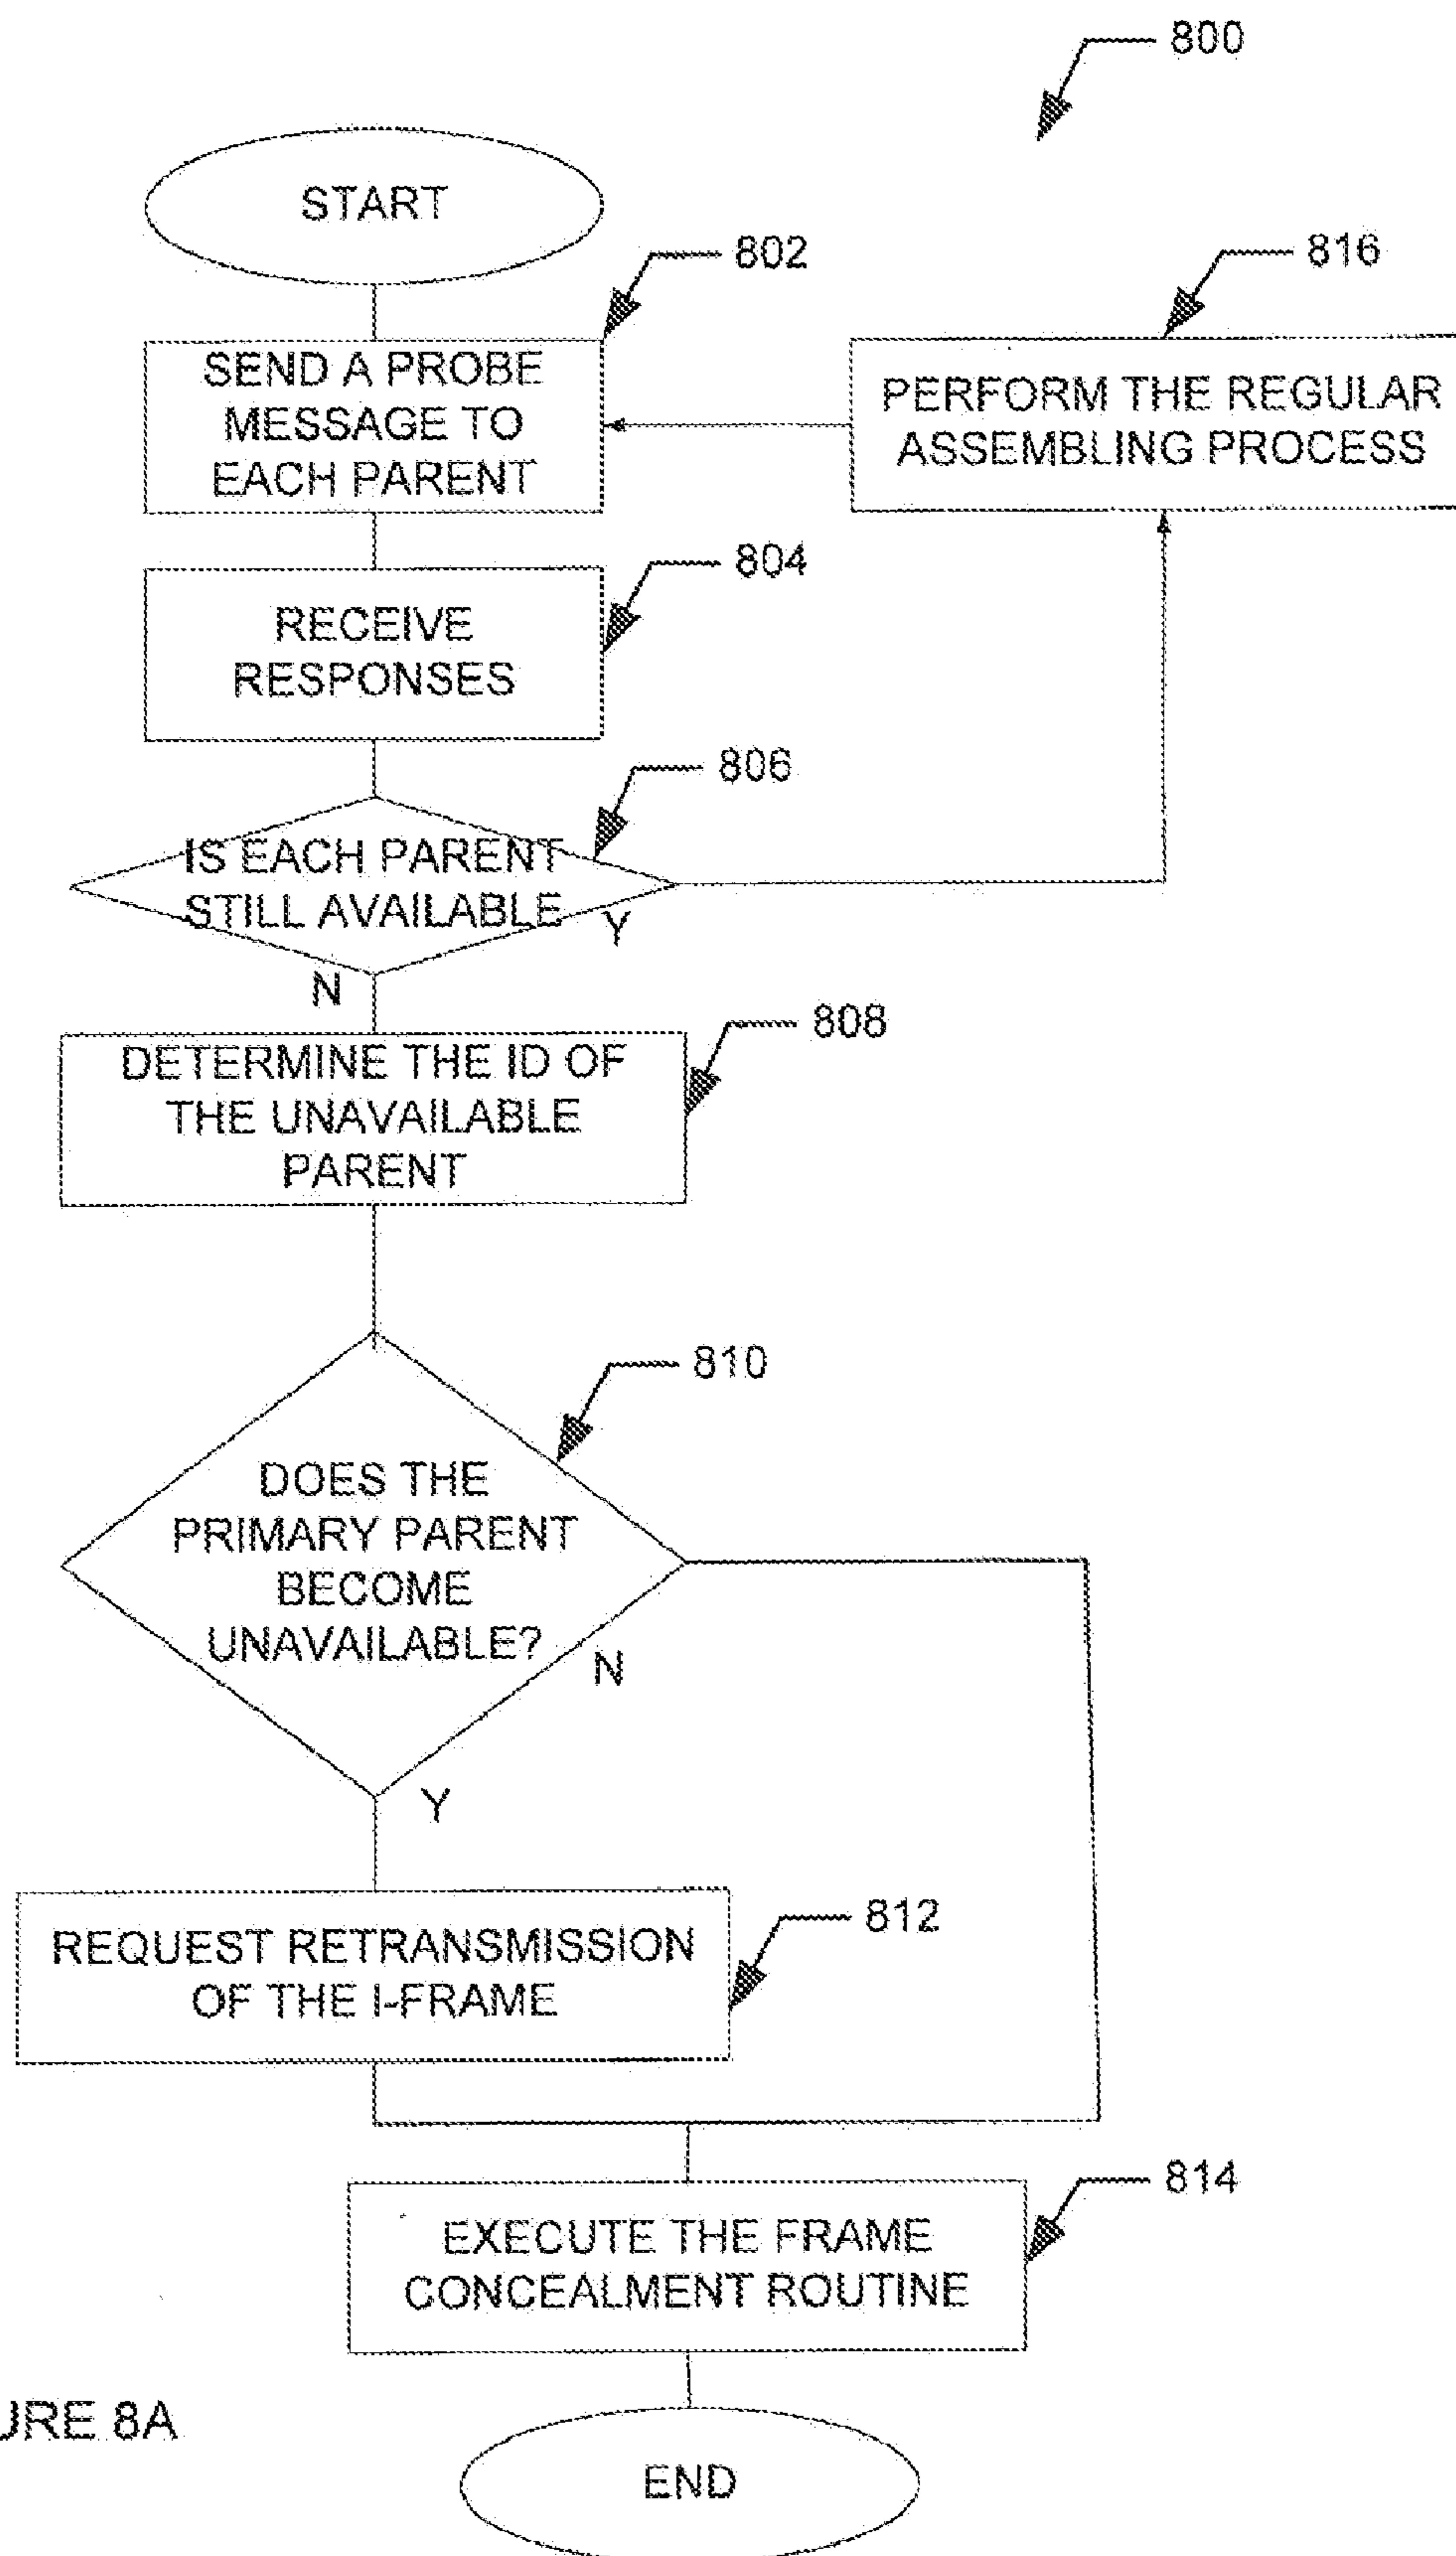 800
START
802
816
SEND A PROBE
MESSAGE TO
EACH PARENT
PERFORM THE REGULAR
ASSEMBLING PROCESS
804
RECEIVE
RESPONSES
806
IS EACH PARENT
STILL AVAILABLE
Y
N
808
DETERMINE THE ID OF
THE UNAVAILABLE
PARENT
810
DOES THE
PRIMARY PARENT
BECOME
UNAVAILABLE?
N
Y
812
REQUEST RETRANSMISSION
OF THE I-FRAME
814
EXECUTE THE FRAME
CONCEALMENT ROUTINE
URE 8A
END